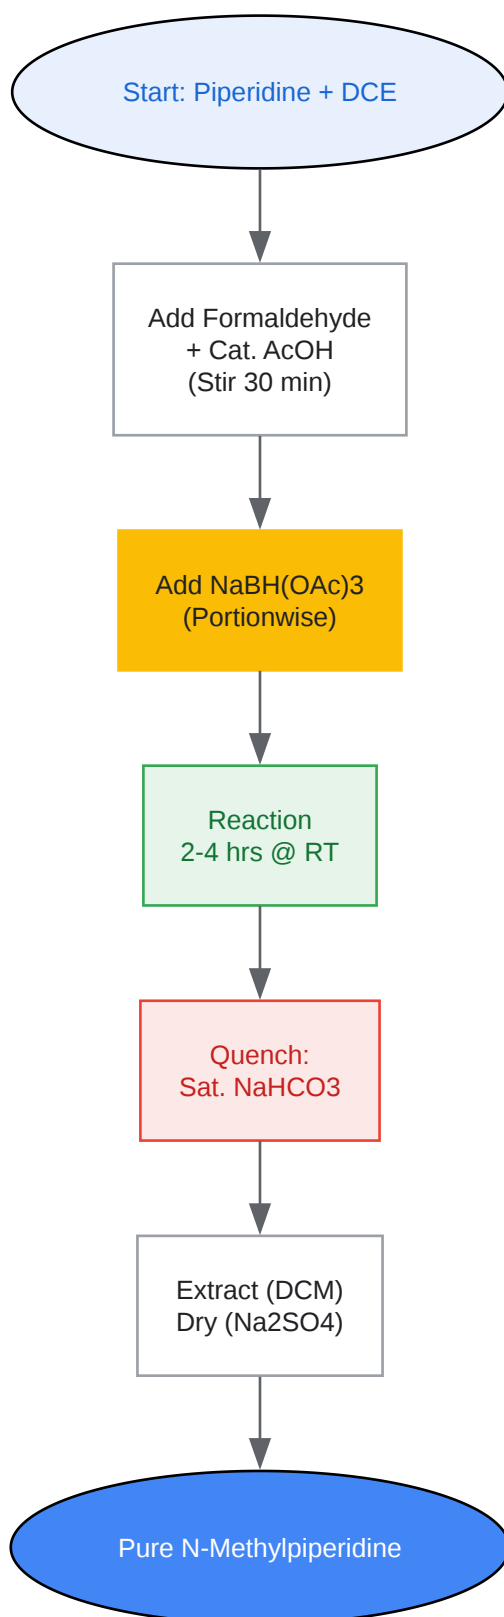 Start: Piperidine + DCE
Add Formaldehyde
+ Cat. AcOH
(Stir 30 min)
Add NaBH(OAc)3
(Portionwise)
Reaction
2-4 hrs @ RT
Quench:
Sat. NaHCO3
Extract (DCM)
Dry (Na2SO4)
Pure N-Methylpiperidine